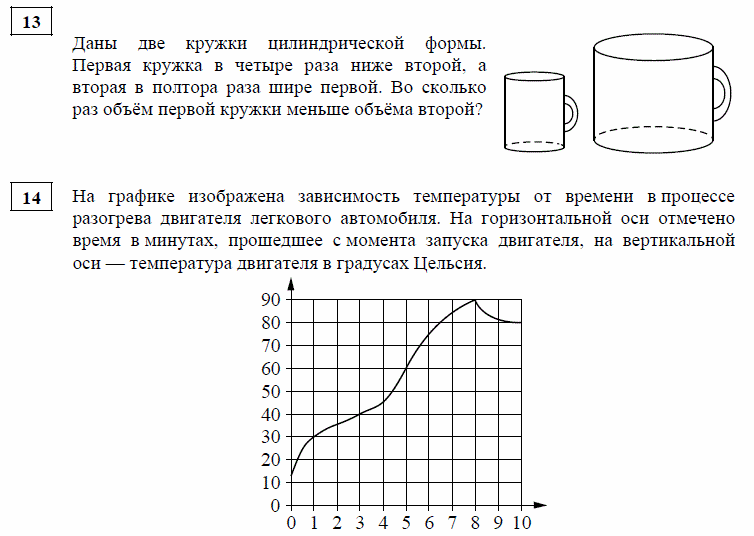 13
Даны две кружки цилиндрической формы.
Первая кружка в четыре раза ниже второй, а
вторая в полтора раза шире первой. Во сколько
раз объём первой кружки меньше объёма второй?
14
На графике изображена зависимость температуры от времени в процессе
разогрева двигателя легкового автомобиля. На горизонтальной оси отмечено
время в минутах, прошедшее с момента запуска двигателя, на вертикальной
оси — температура двигателя в градусах Цельсия.
90
80
70
60
50
40
30
20
10
0
0 1 2 3 4 5 6 7 8 9 10